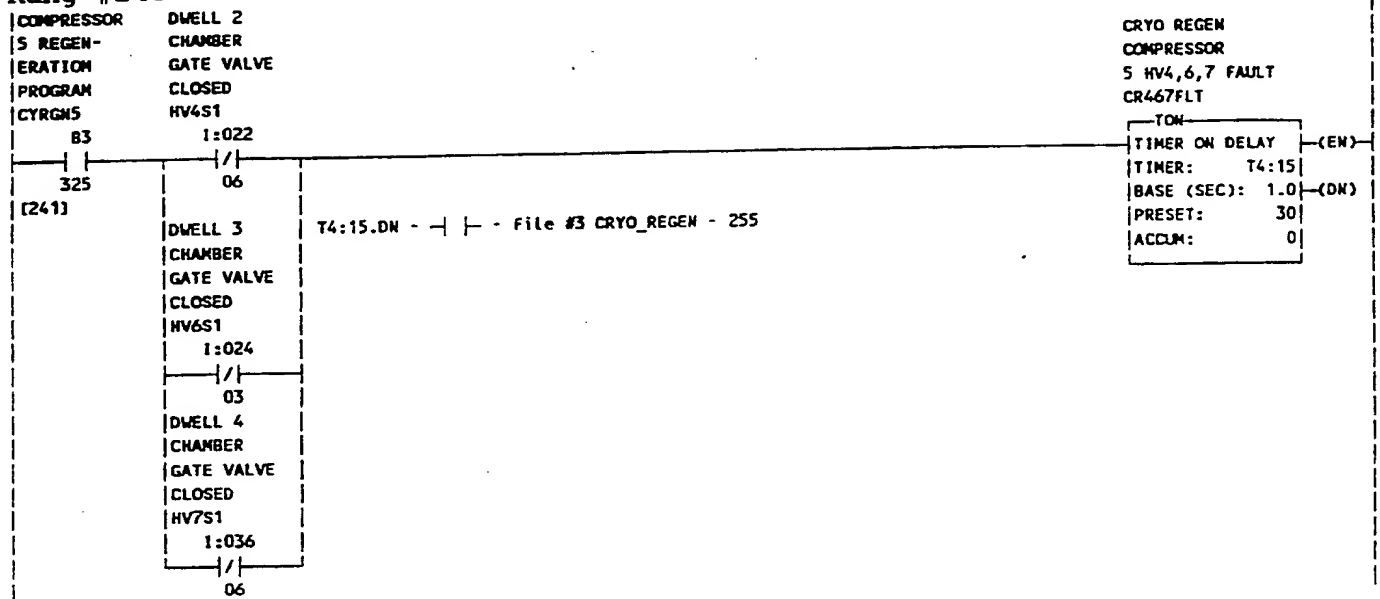 COMPRESSOR DWELL 2
S REGEN- CHAMBER
ERATION GATE VALVE
PROGRAM CLOSED
CYRGN5 HV4S1
B3 I:022
325 06
[241]
CRYO REGEN
COMPRESSOR
5 HV4,6,7 FAULT
CR467FLT
TON
TIMER ON DELAY (EN)
TIMER: T4:15
BASE (SEC): 1.0 (DN)
PRESET: 30
ACCUM: 0
T4:15.DN - ┤ ├ - File #3 CRYO_REGEN - 255
DWELL 3
CHAMBER
GATE VALVE
CLOSED
HV6S1
I:024
03
DWELL 4
CHAMBER
GATE VALVE
CLOSED
HV7S1
I:036
06